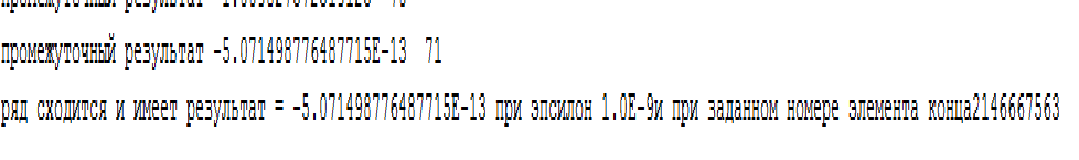 промежуточный результат -5.071498776487715E-13  71
ряд сходится и имеет результат = -5.071498776487715E-13 при эпсилон 1.0E-9и при заданном номере элемента конца2146667563